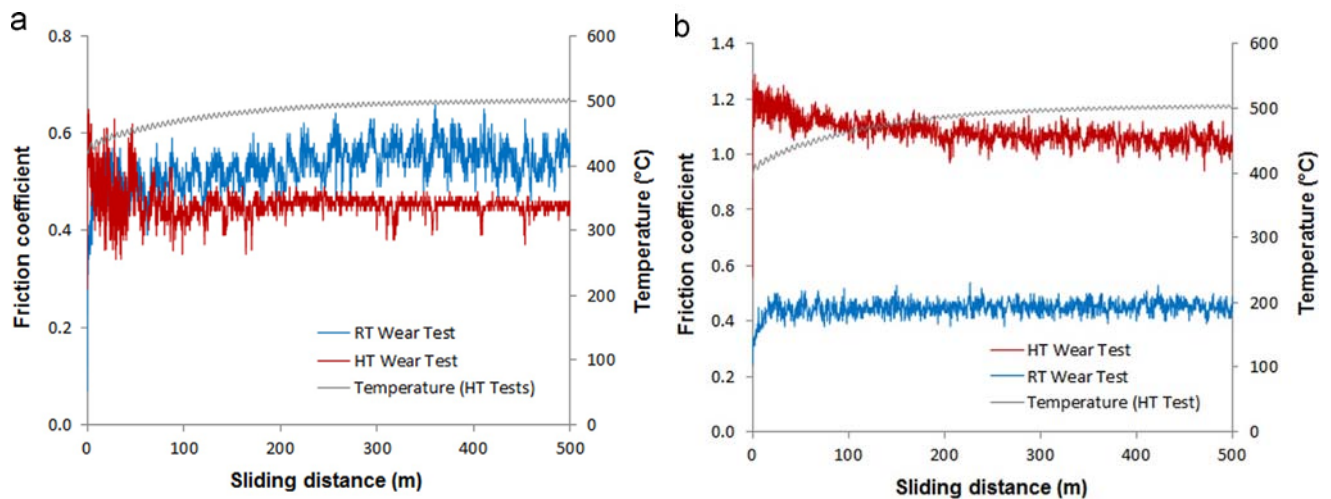 a
0.8
0.6
0.4
0.2
0.0
Friction coefficient
600
500
400
300
200
100
0
Temperature (°C)
RT Wear Test
HT Wear Test
Temperature (HT Tests)
0
100
200
300
400
500
Sliding distance (m)
b
1.4
1.2
1.0
0.8
0.6
0.4
0.2
0.0
Friction coefficient
600
500
400
300
200
100
0
Temperature (°C)
HT Wear Test
RT Wear Test
Temperature (HT Test)
0
100
200
300
400
500
Sliding distance (m)